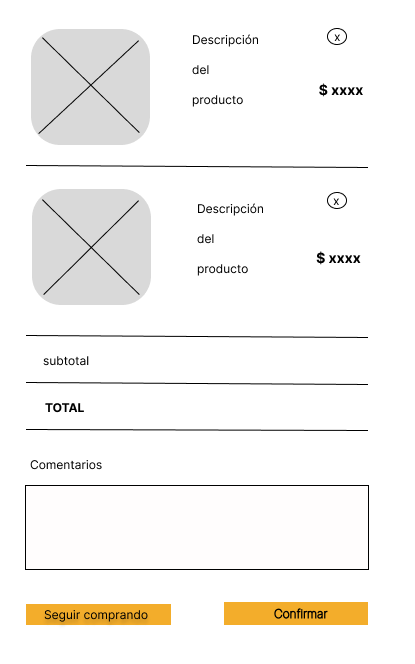 Descripción
x
del
$ xxxx
producto
Descripción
x
del
$ xxxx
producto
subtotal
TOTAL
Comentarios
Seguir comprando
Confirmar